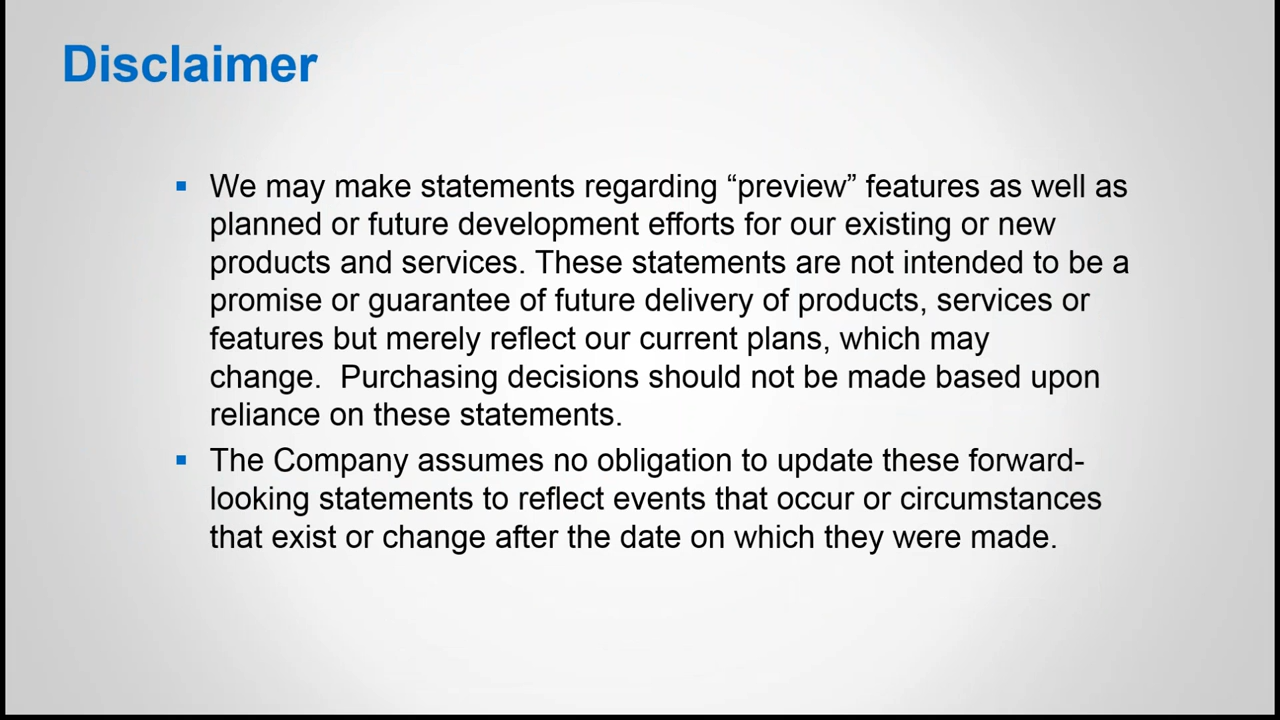 Disclaimer
▪ We may make statements regarding “preview” features as well as
planned or future development efforts for our existing or new
products and services. These statements are not intended to be a
promise or guarantee of future delivery of products, services or
features but merely reflect our current plans, which may
change.  Purchasing decisions should not be made based upon
reliance on these statements.
▪ The Company assumes no obligation to update these forward-
looking statements to reflect events that occur or circumstances
that exist or change after the date on which they were made.